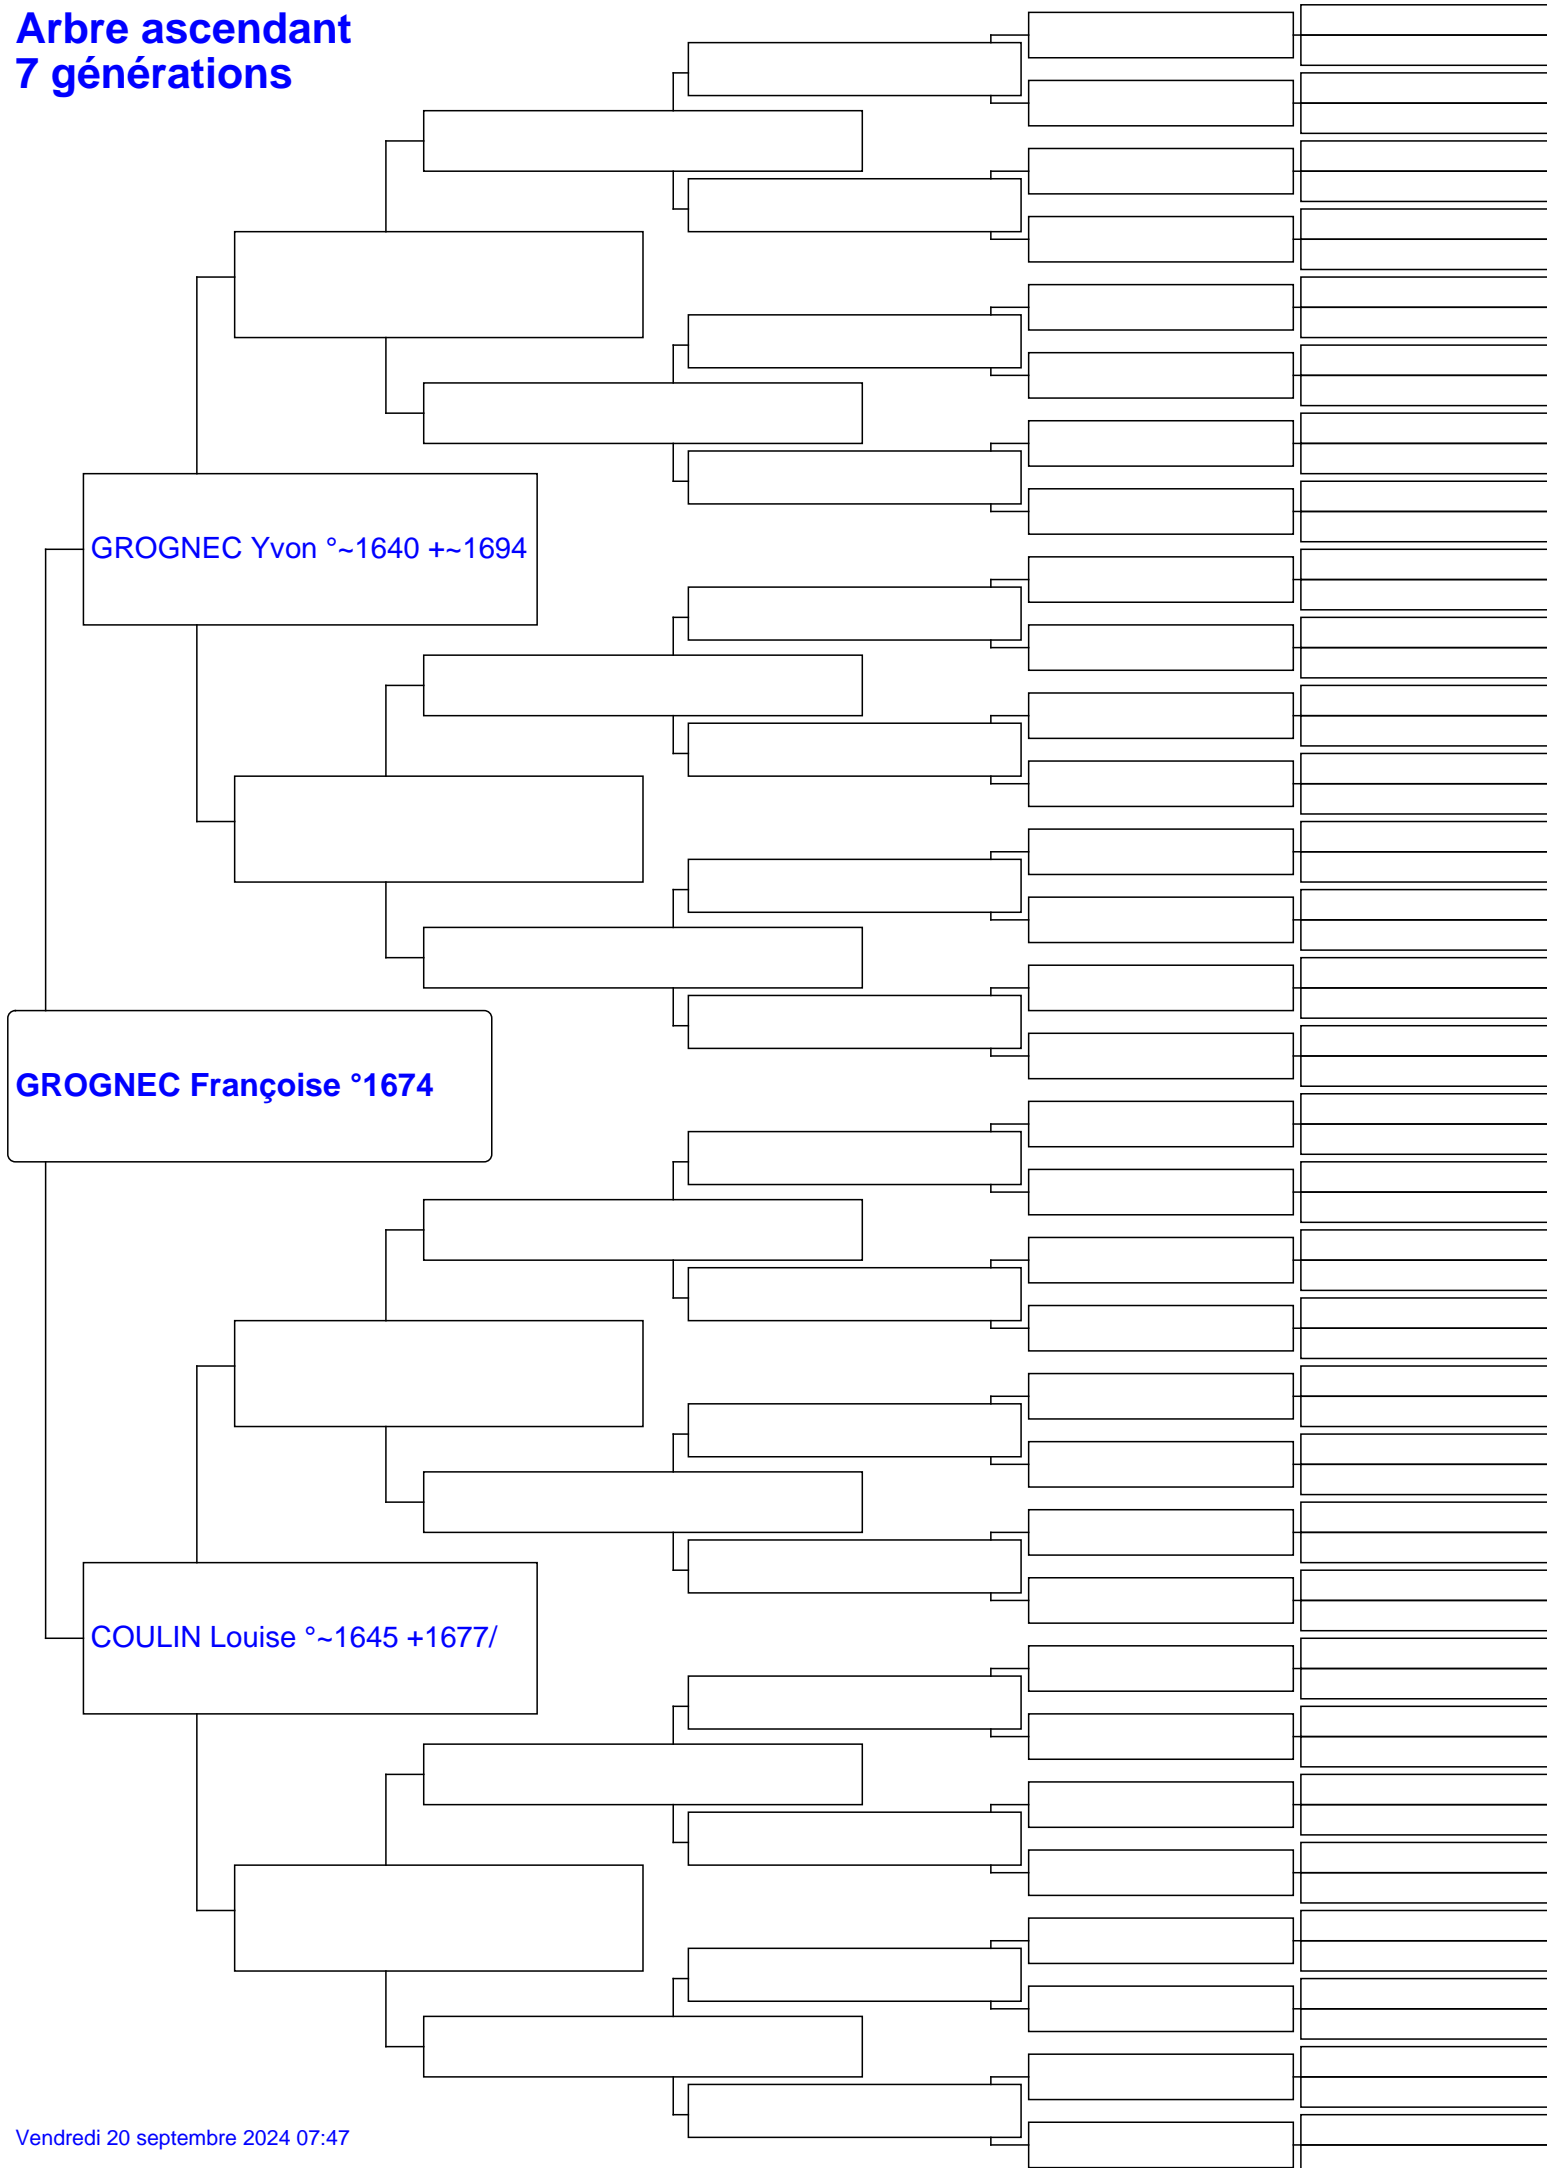 Arbre ascendant
7 générations
GROGNEC Yvon °~1640 +~1694
GROGNEC Françoise °1674
COULIN Louise °~1645 +1677/
Vendredi 20 septembre 2024 07:47